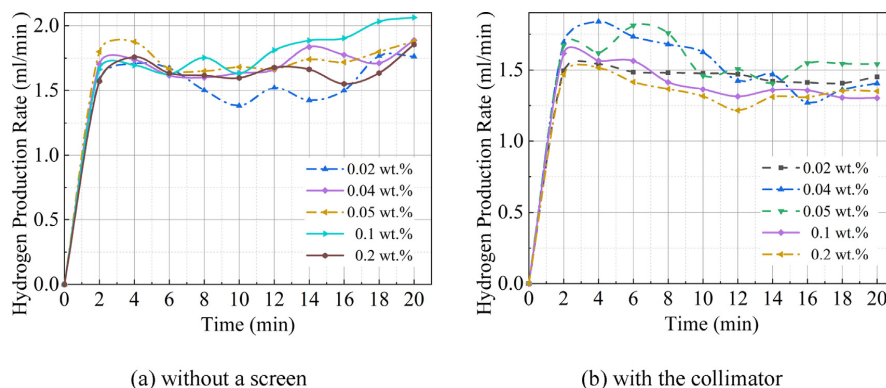 Hydrogen Production Rate (ml/min)
2.0
1.5
1.0
0.5
0.0
0.02 wt.%
0.04 wt.%
0.05 wt.%
0.1 wt.%
0.2 wt.%
0 2 4 6 8 10 12 14 16 18 20
Time (min)
(a) without a screen
Hydrogen Production Rate (ml/min)
1.5
1.0
0.5
0.0
0.02 wt.%
0.04 wt.%
0.05 wt.%
0.1 wt.%
0.2 wt.%
0 2 4 6 8 10 12 14 16 18 20
Time (min)
(b) with the collimator